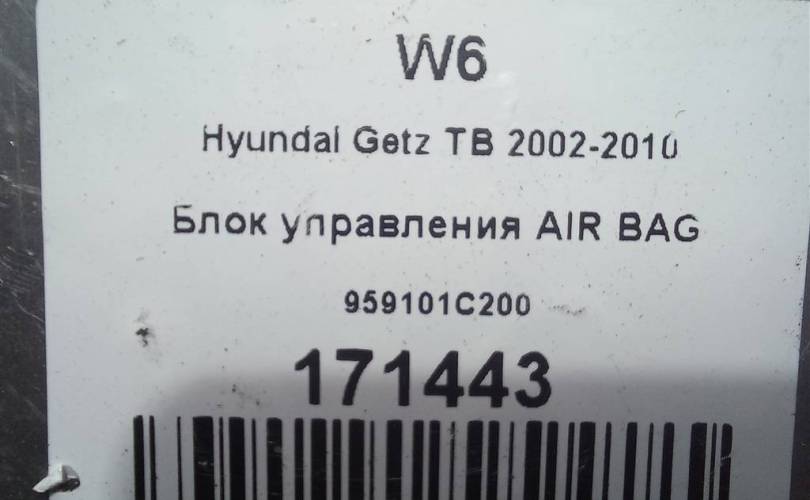 W6
Hyundai Getz TB 2002-2010
Блок управления AIR BAG
959101C200
171443